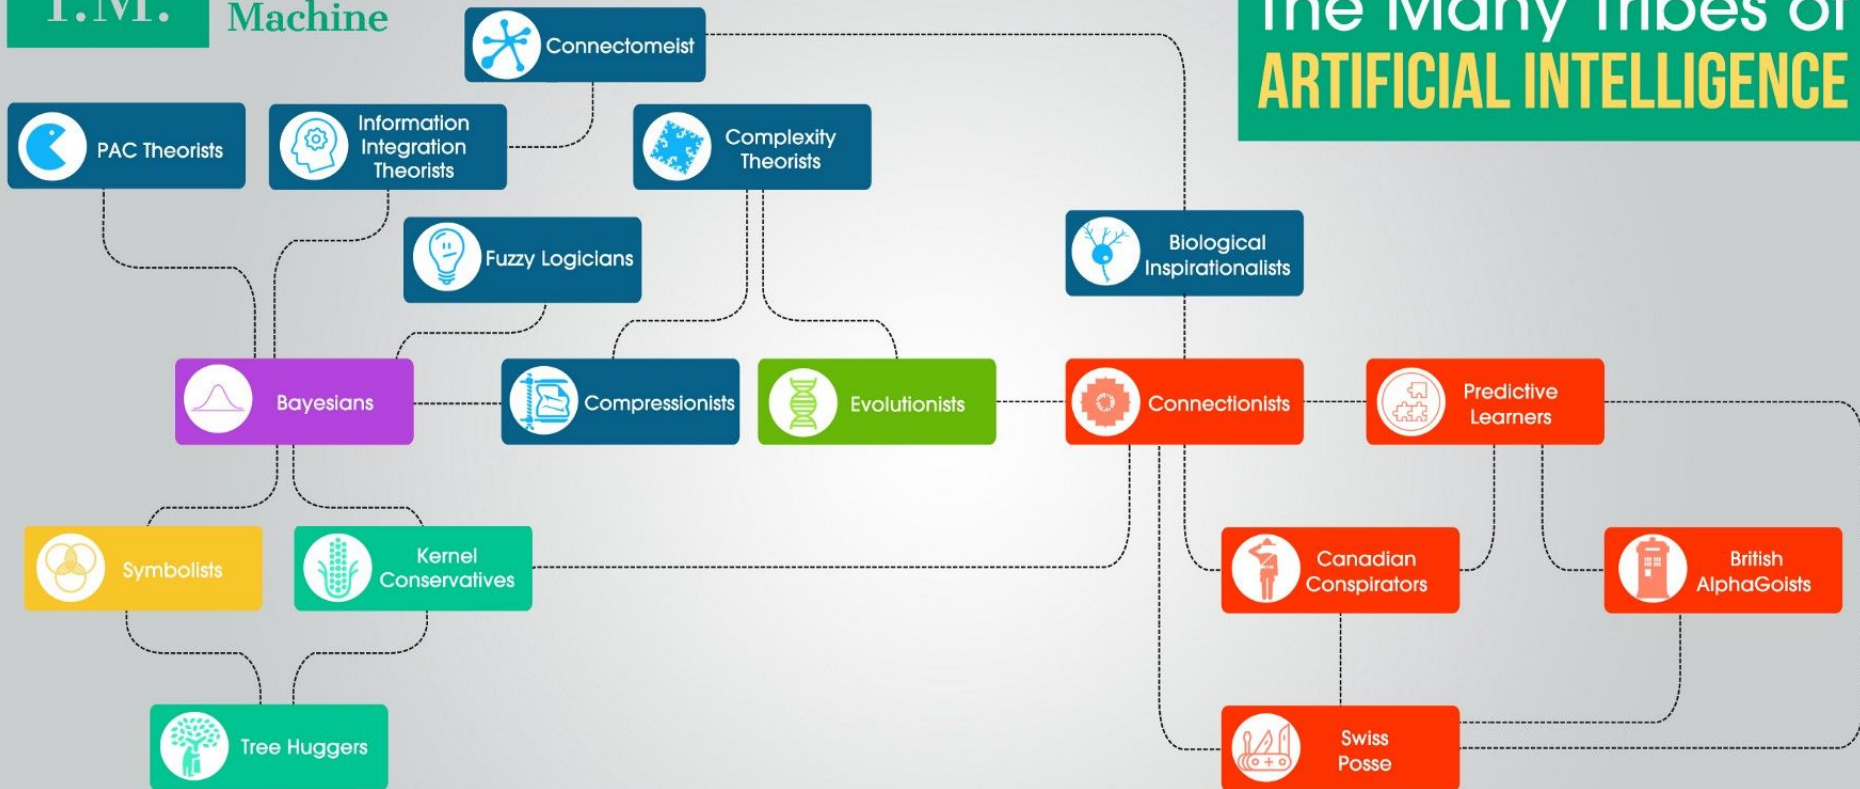 I.M.
Machine
The Many Tribes of
ARTIFICIAL INTELLIGENCE
Connectomeist
PAC Theorists
Information
Integration
Theorists
Complexity
Theorists
Fuzzy Logicians
Biological
Inspirationalists
Bayesians
Compressionists
Evolutionists
Connectionists
Predictive
Learners
Symbolists
Kernel
Conservatives
Canadian
Conspirators
British
AlphaGoists
Tree Huggers
Swiss
Posse